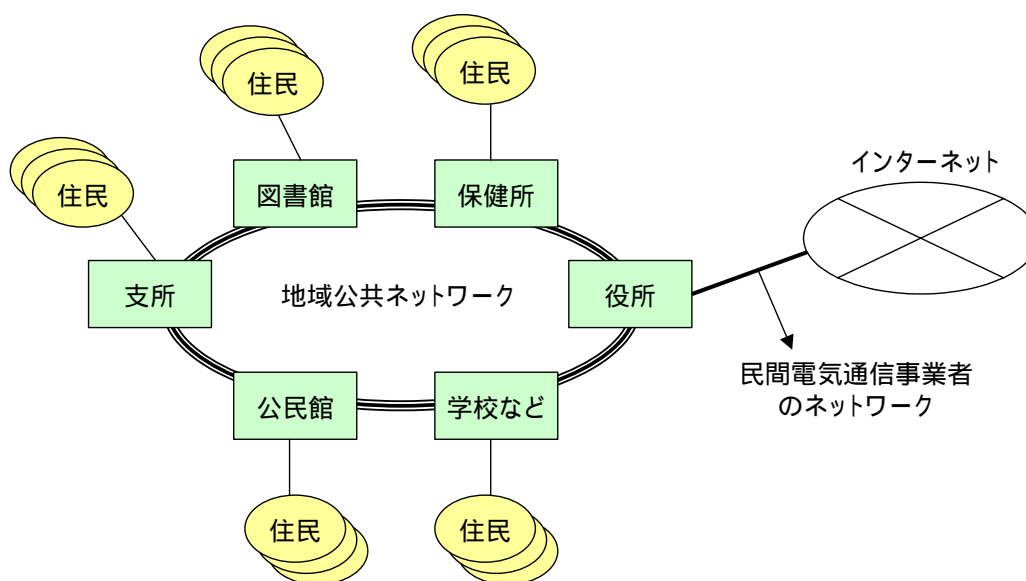 住民
住民
住民
インターネット
図書館
保健所
支所
地域公共ネットワーク
役所
民間電気通信事業者
のネットワーク
公民館
学校など
住民
住民